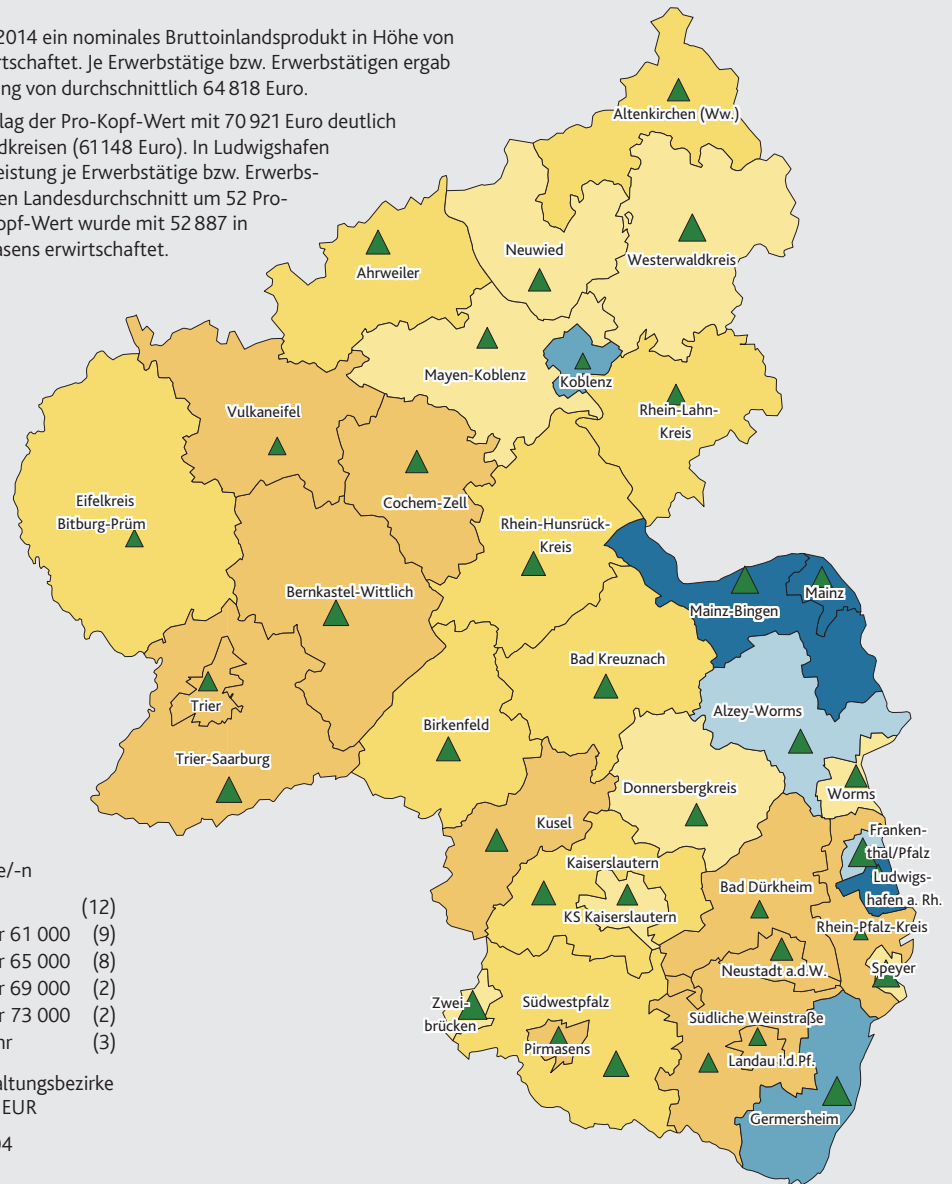 2014 ein nominales Bruttoinlandsprodukt in Höhe von
rtschaftet. Je Erwerbstätige bzw. Erwerbstätigen ergab
ng von durchschnittlich 64 818 Euro.
lag der Pro-Kopf-Wert mit 70 921 Euro deutlich
dkreisen (61 148 Euro). In Ludwigshafen
eistung je Erwerbstätige bzw. Erwerbs-
en Landesdurchschnitt um 52 Pro-
opf-Wert wurde mit 52 887 in
asens erwirtschaftet.
Altenkirchen (Ww.)
Neuwied
Westerwaldkreis
Ahrweiler
Mayen-Koblenz
Koblenz
Rhein-Lahn-
Kreis
Vulkaneifel
Cochem-Zell
Eifelkreis
Bitburg-Prüm
Rhein-Hunsrück-
Kreis
Bernkastel-Wittlich
Mainz
Mainz-Bingen
Bad Kreuznach
Trier
Alzey-Worms
Birkenfeld
Trier-Saarburg
Donnersbergkreis
Worms
Kusel
Franken-
thal/Pfalz
Kaiserslautern
Ludwigs-
hafen a. Rh.
Bad Dürkheim
KS Kaiserslautern
Rhein-Pfalz-Kreis
Neustadt a.d.W.
Speyer
Zwei-
brücken
Südwestpfalz
Südliche Weinstraße
Pirmasens
Landau i.d.Pf.
Germersheim
e/-n
(12)
r 61 000 (9)
r 65 000 (8)
r 69 000 (2)
r 73 000 (2)
hr (3)
altungsbezirke
EUR
04